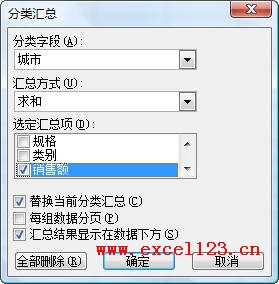 分类汇总
分类字段(A):
城市
汇总方式(U):
求和
选定汇总项(D):
规格
类别
销售额
替换当前分类汇总(C)
每组数据分页(P)
汇总结果显示在数据下方(S)
www.excel123.cn
全部删除(R)
确定
取消